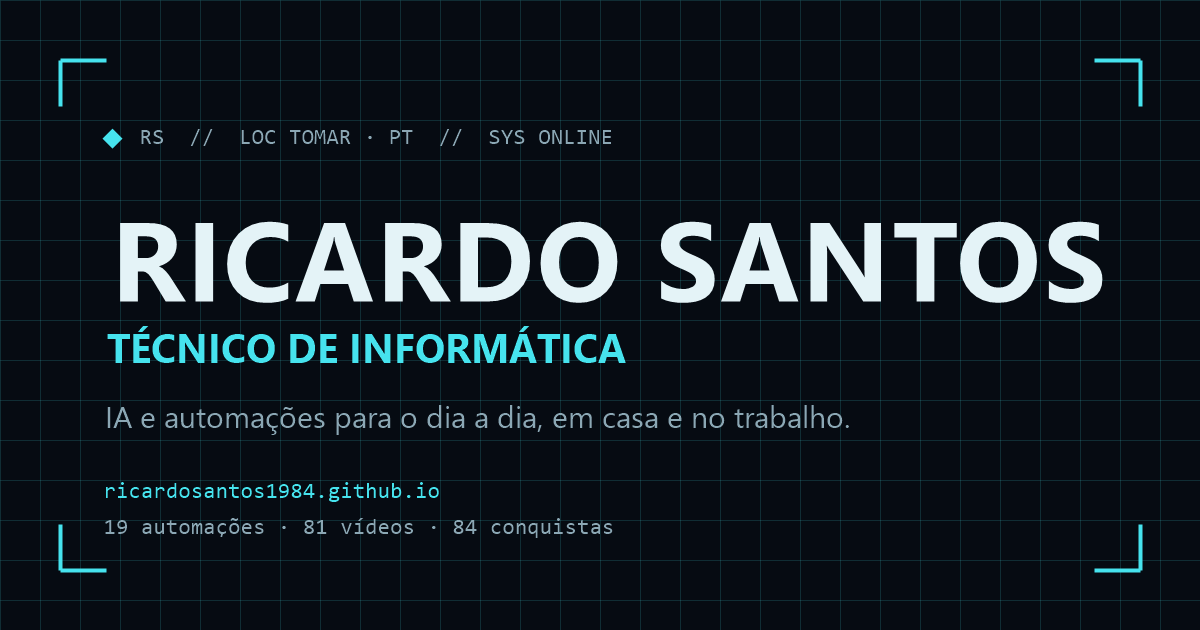 RS // LOC TOMAR · PT // SYS ONLINE
RICARDO SANTOS
TÉCNICO DE INFORMÁTICA
IA e automações para o dia a dia, em casa e no trabalho.
ricardosantos1984.github.io
19 automações · 81 vídeos · 84 conquistas